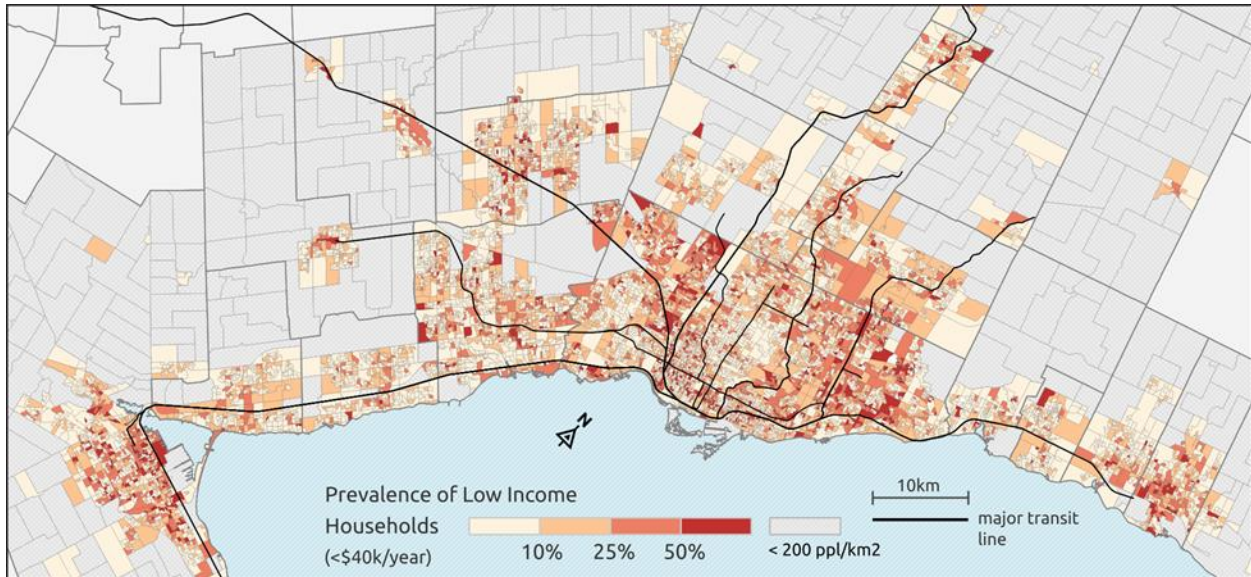 N
Prevalence of Low Income
Households
(<$40k/year)
10%
25%
50%
< 200 ppl/km2
10km
major transit
line